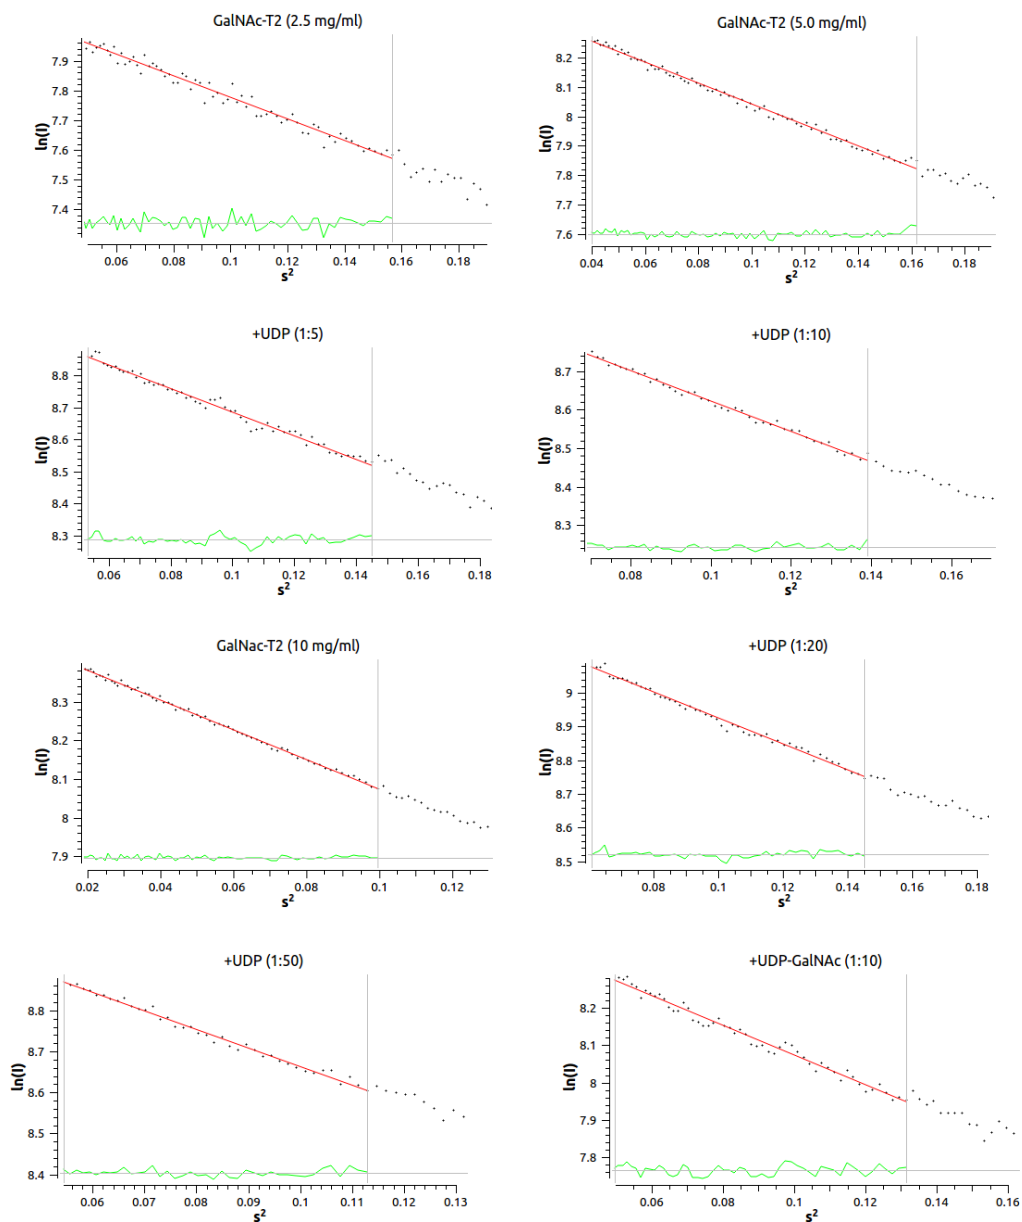 GalNAc-T2 (2.5 mg/ml)
ln(I)
7.9
7.8
7.7
7.6
7.5
7.4
0.06 0.08 0.1 0.12 0.14 0.16 0.18
s²
GalNAc-T2 (5.0 mg/ml)
ln(I)
8.2
8.1
8
7.9
7.8
7.7
7.6
0.04 0.06 0.08 0.1 0.12 0.14 0.16 0.18
s²
+UDP (1:5)
ln(I)
8.8
8.7
8.6
8.5
8.4
8.3
0.06 0.08 0.1 0.12 0.14 0.16 0.18
s²
+UDP (1:10)
ln(I)
8.7
8.6
8.5
8.4
8.3
0.08 0.1 0.12 0.14 0.16
s²
GalNac-T2 (10 mg/ml)
ln(I)
8.3
8.2
8.1
8
7.9
0.02 0.04 0.06 0.08 0.1 0.12
s²
+UDP (1:20)
ln(I)
9
8.9
8.8
8.7
8.6
8.5
0.08 0.1 0.12 0.14 0.16 0.18
s²
+UDP (1:50)
ln(I)
8.8
8.7
8.6
8.5
8.4
0.06 0.07 0.08 0.09 0.1 0.11 0.12 0.13
s²
+UDP-GalNAc (1:10)
ln(I)
8.2
8.1
8
7.9
7.8
0.06 0.08 0.1 0.12 0.14 0.16
s²